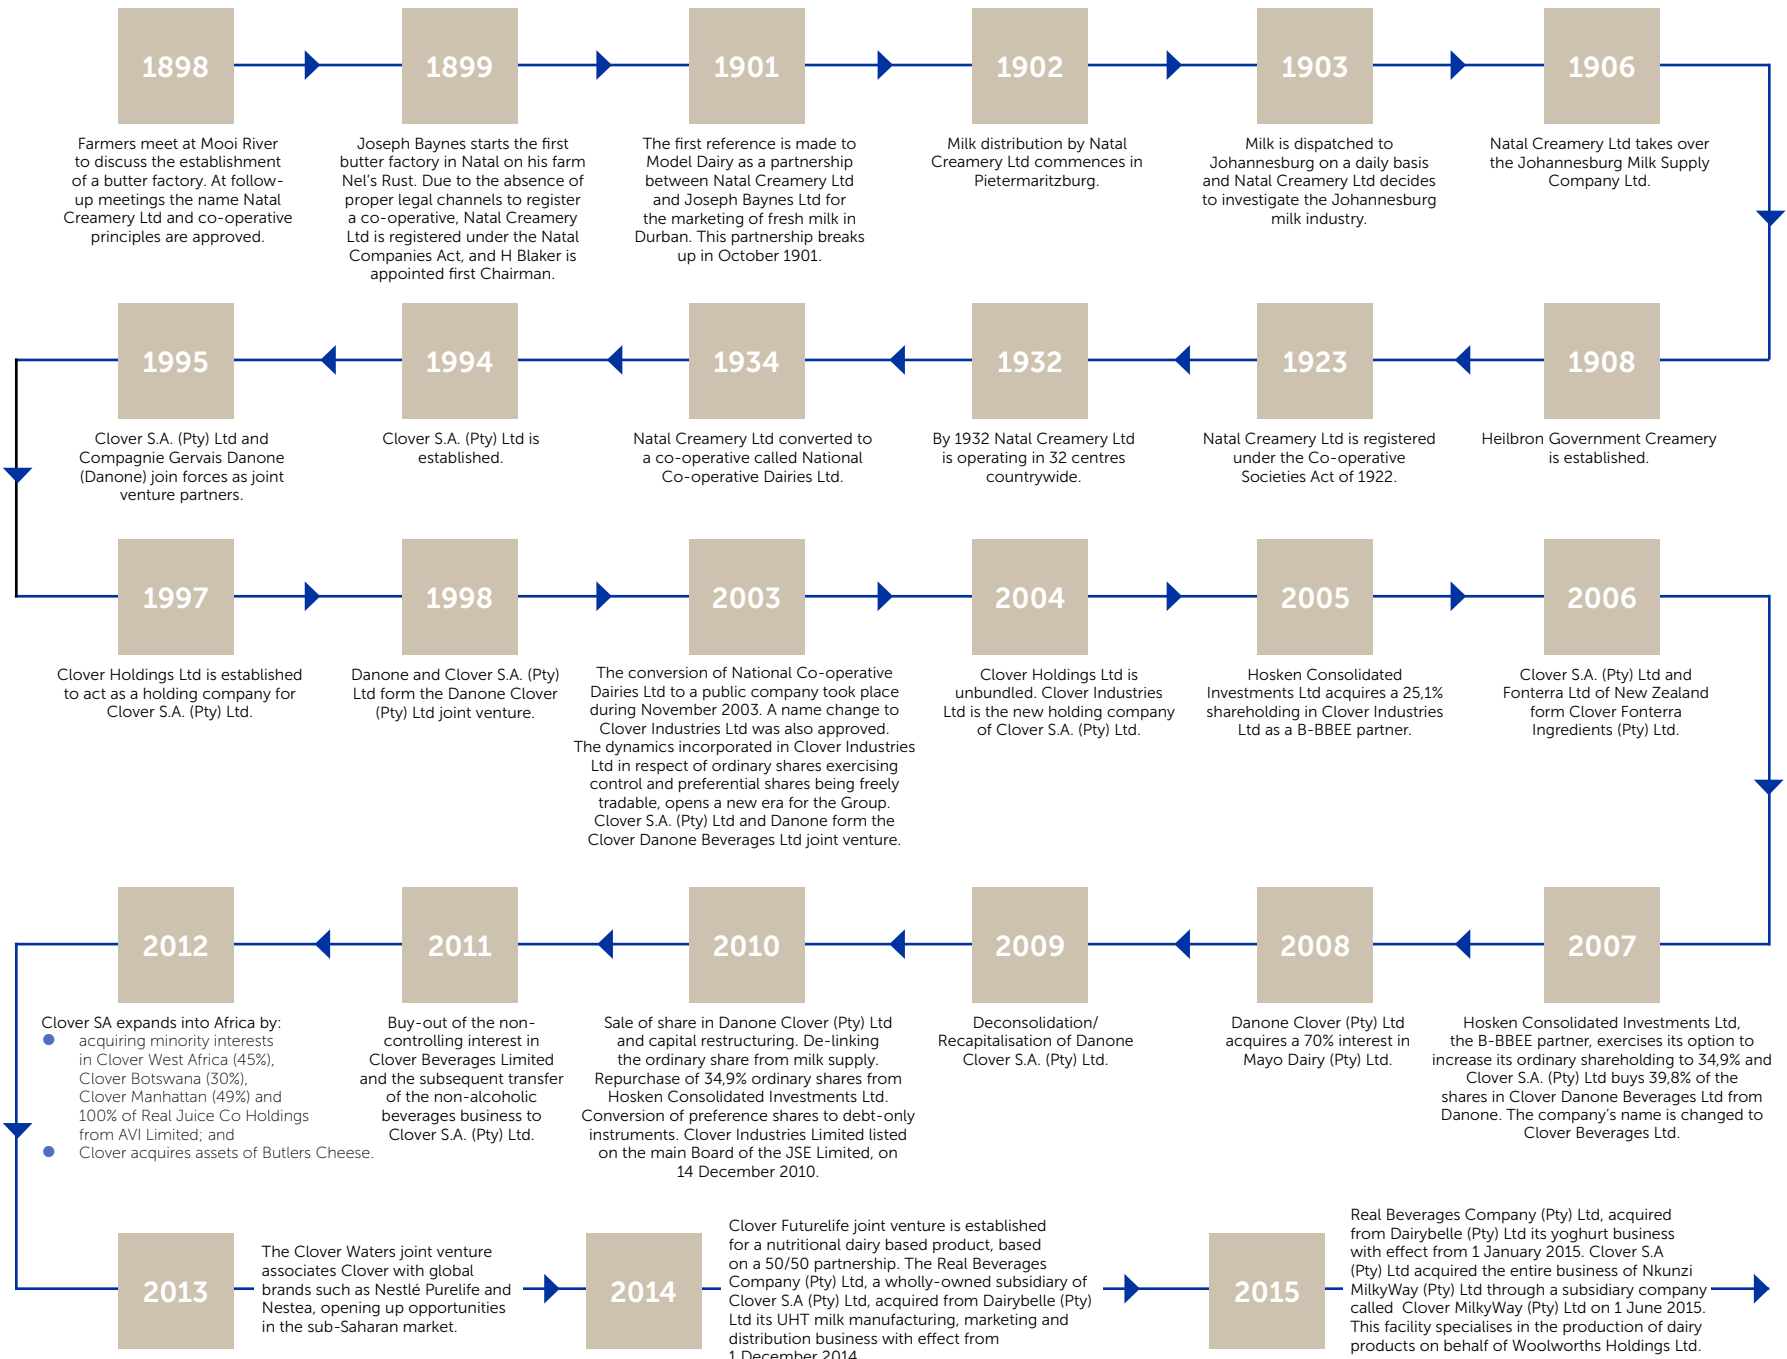 1898
Farmers meet at Mooi River
to discuss the establishment
of a butter factory. At follow-
up meetings the name Natal
Creamery Ltd and co-operative
principles are approved.
1899
Joseph Baynes starts the first
butter factory in Natal on his farm
Nel's Rust. Due to the absence of
proper legal channels to register
a co-operative, Natal Creamery
Ltd is registered under the Natal
Companies Act, and H Blaker is
appointed first Chairman.
1901
The first reference is made to
Model Dairy as a partnership
between Natal Creamery Ltd
and Joseph Baynes Ltd for
the marketing of fresh milk in
Durban. This partnership breaks
up in October 1901.
1902
Milk distribution by Natal
Creamery Ltd commences in
Pietermaritzburg.
1903
Milk is dispatched to
Johannesburg on a daily basis
and Natal Creamery Ltd decides
to investigate the Johannesburg
milk industry.
1906
Natal Creamery Ltd takes over
the Johannesburg Milk Supply
Company Ltd.
1908
Heilbron Government Creamery
is established.
1923
Natal Creamery Ltd is registered
under the Co-operative
Societies Act of 1922.
1932
By 1932 Natal Creamery Ltd
is operating in 32 centres
countrywide.
1934
Natal Creamery Ltd converted to
a co-operative called National
Co-operative Dairies Ltd.
1994
Clover S.A. (Pty) Ltd is
established.
1995
Clover S.A. (Pty) Ltd and
Compagnie Gervais Danone
(Danone) join forces as joint
venture partners.
1997
Clover Holdings Ltd is established
to act as a holding company for
Clover S.A. (Pty) Ltd.
1998
Danone and Clover S.A. (Pty)
Ltd form the Danone Clover
(Pty) Ltd joint venture.
2003
The conversion of National Co-operative
Dairies Ltd to a public company took place
during November 2003. A name change to
Clover Industries Ltd was also approved.
The dynamics incorporated in Clover Industries
Ltd in respect of ordinary shares exercising
control and preferential shares being freely
tradable, opens a new era for the Group.
Clover S.A. (Pty) Ltd and Danone form the
Clover Danone Beverages Ltd joint venture.
2004
Clover Holdings Ltd is
unbundled. Clover Industries
Ltd is the new holding company
of Clover S.A. (Pty) Ltd.
2005
Hosken Consolidated
Investments Ltd acquires a 25,1%
shareholding in Clover Industries
Ltd as a B-BBEE partner.
2006
Clover S.A. (Pty) Ltd and
Fonterra Ltd of New Zealand
form Clover Fonterra
Ingredients (Pty) Ltd.
2007
Hosken Consolidated Investments Ltd,
the B-BBEE partner, exercises its option to
increase its ordinary shareholding to 34,9% and
Clover S.A. (Pty) Ltd buys 39,8% of the
shares in Clover Danone Beverages Ltd from
Danone. The company's name is changed to
Clover Beverages Ltd.
2008
Danone Clover (Pty) Ltd
acquires a 70% interest in
Mayo Dairy (Pty) Ltd.
2009
Deconsolidation/
Recapitalisation of Danone
Clover S.A. (Pty) Ltd.
2010
Sale of share in Danone Clover (Pty) Ltd
and capital restructuring. De-linking
the ordinary share from milk supply.
Repurchase of 34,9% ordinary shares from
Hosken Consolidated Investments Ltd.
Conversion of preference shares to debt-only
instruments. Clover Industries Limited listed
on the main Board of the JSE Limited, on
14 December 2010.
2011
Buy-out of the non-
controlling interest in
Clover Beverages Limited
and the subsequent transfer
of the non-alcoholic
beverages business to
Clover S.A. (Pty) Ltd.
2012
Clover SA expands into Africa by:
● acquiring minority interests
in Clover West Africa (45%),
Clover Botswana (30%),
Clover Manhattan (49%) and
100% of Real Juice Co Holdings
from AVI Limited; and
● Clover acquires assets of Butlers Cheese.
2013
The Clover Waters joint venture
associates Clover with global
brands such as Nestlé Purelife and
Nestea, opening up opportunities
in the sub-Saharan market.
2014
Clover Futurelife joint venture is established
for a nutritional dairy based product, based
on a 50/50 partnership. The Real Beverages
Company (Pty) Ltd, a wholly-owned subsidiary of
Clover S.A (Pty) Ltd, acquired from Dairybelle (Pty)
Ltd its UHT milk manufacturing, marketing and
distribution business with effect from
1 December 2014
2015
Real Beverages Company (Pty) Ltd, acquired
from Dairybelle (Pty) Ltd its yoghurt business
with effect from 1 January 2015. Clover S.A
(Pty) Ltd acquired the entire business of Nkunzi
MilkyWay (Pty) Ltd through a subsidiary company
called Clover MilkyWay (Pty) Ltd on 1 June 2015.
This facility specialises in the production of dairy
products on behalf of Woolworths Holdings Ltd.